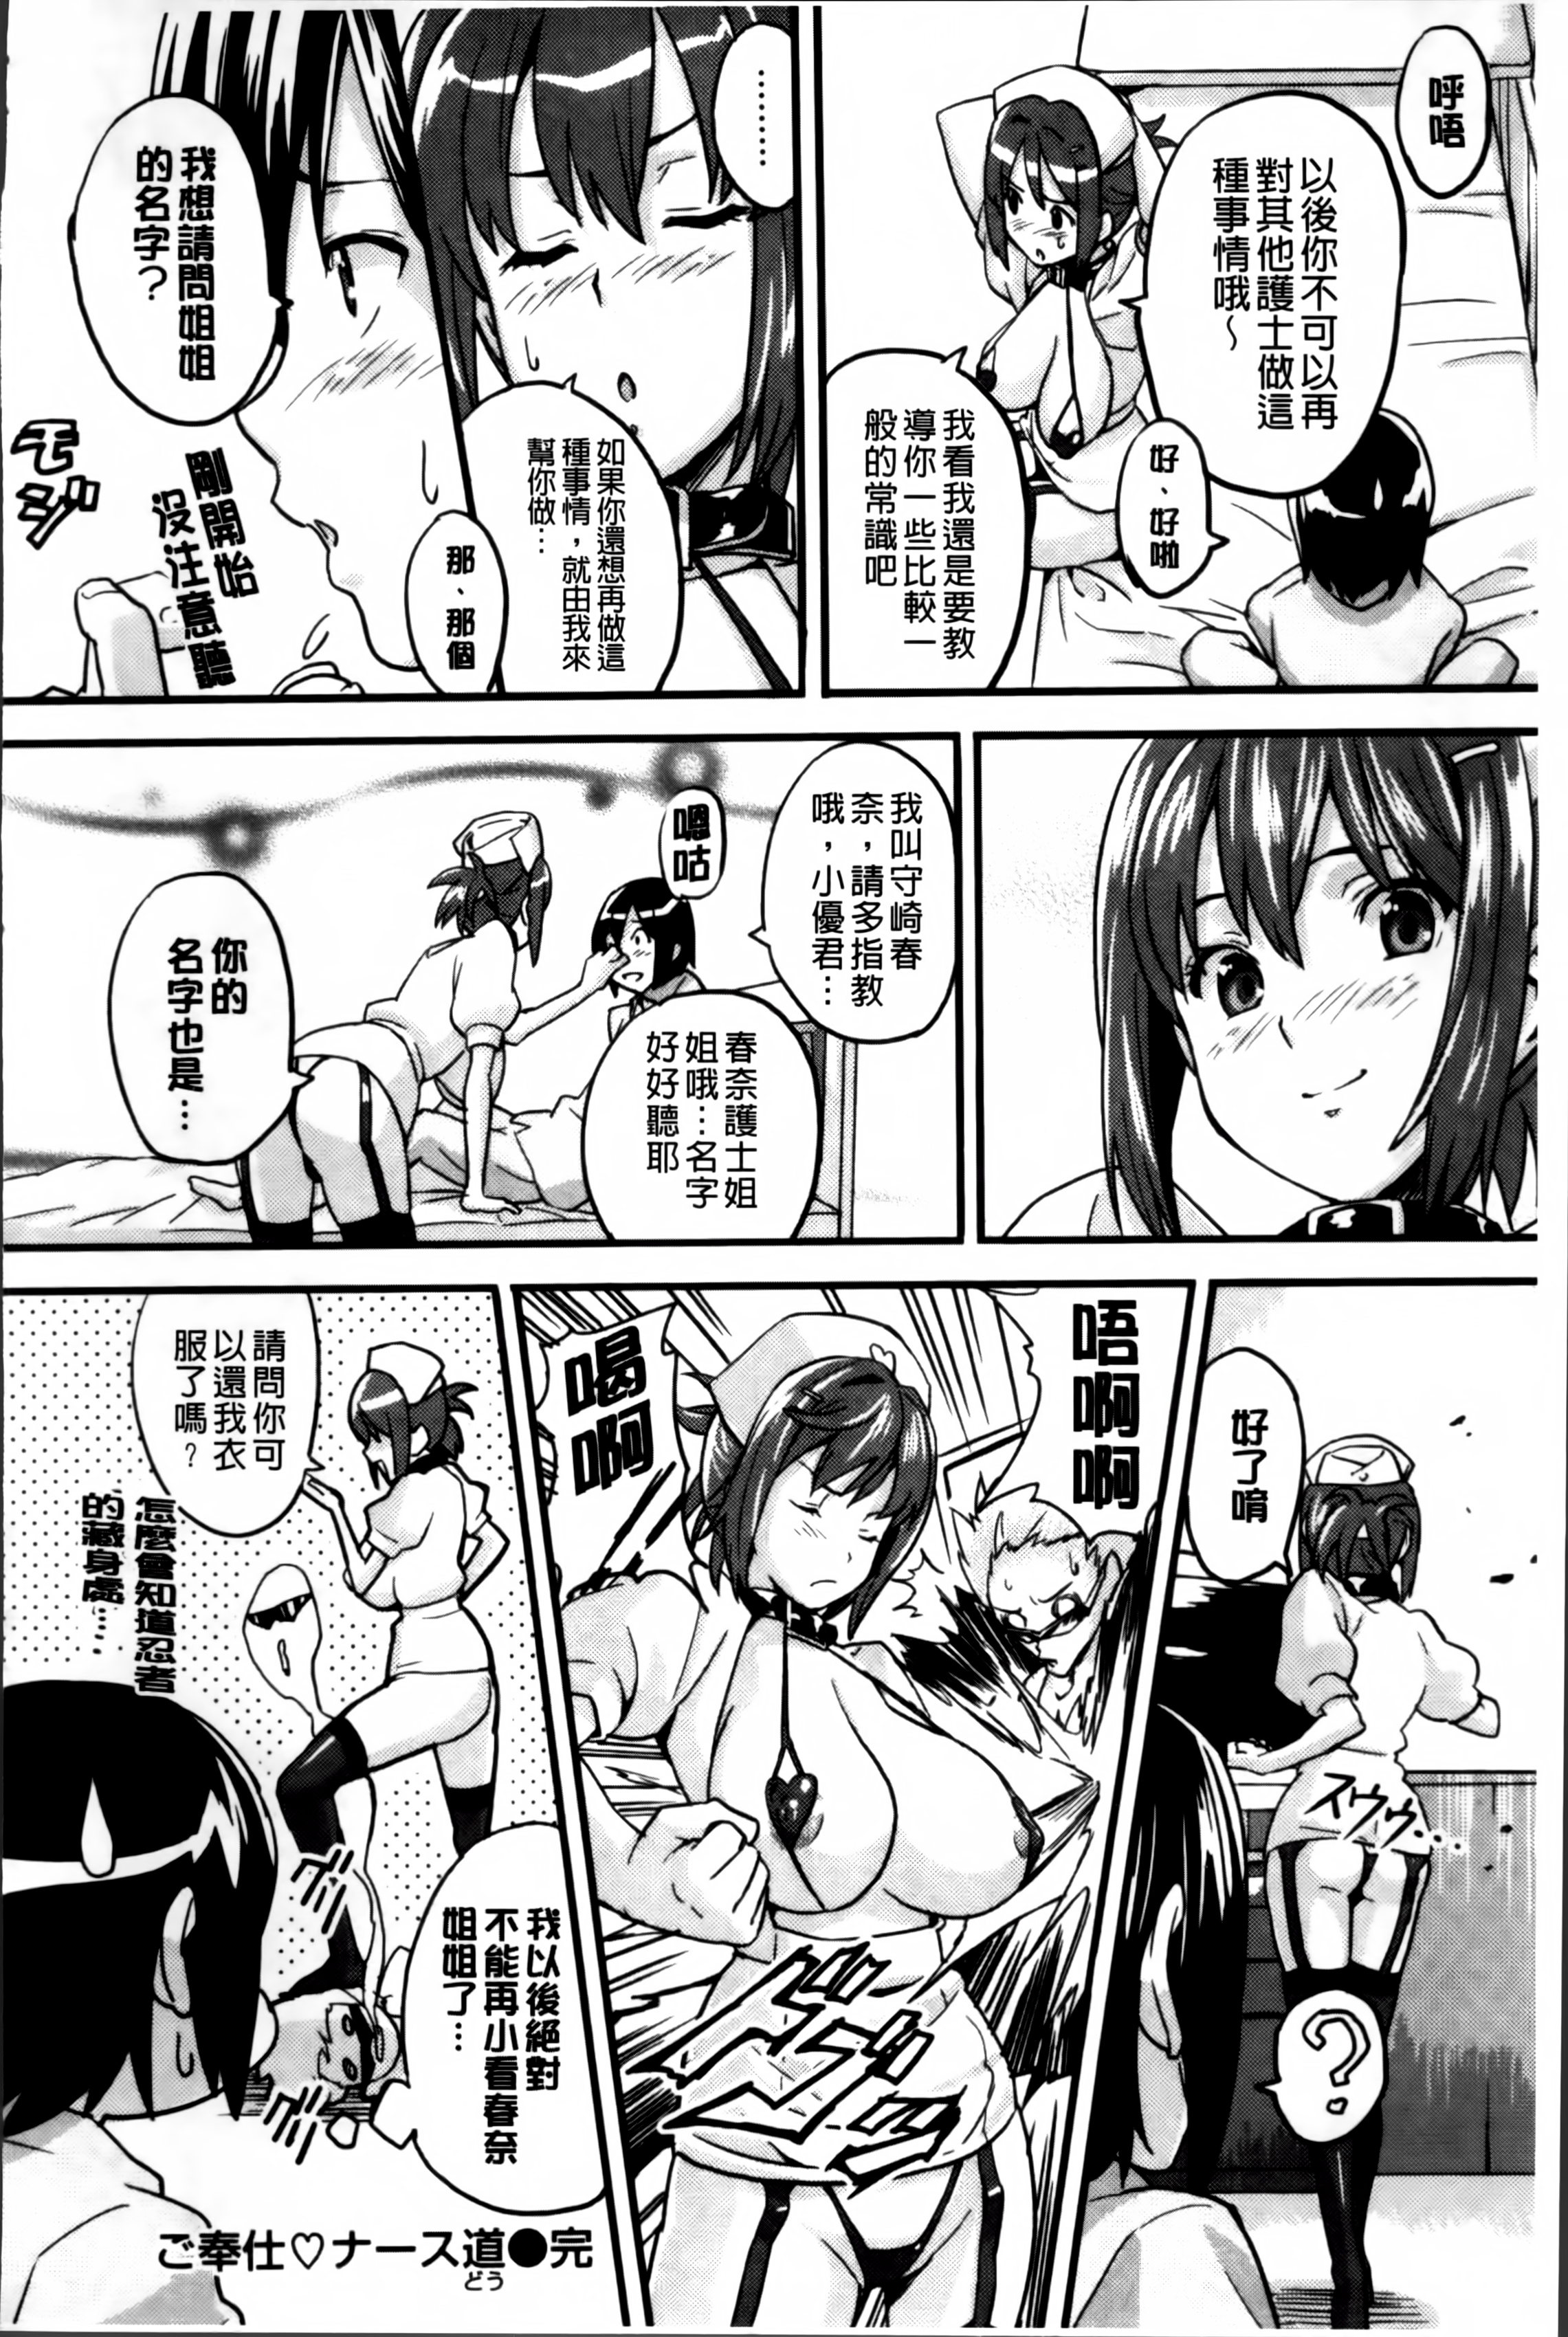 呼唔
以後你不可以再
對其他護士做這
種事情哦～
好、好啦
我看我還是要教
導你一些比較一
般的常識吧
………
如果你還想再做這
種事情，就由我來
幫你做…
那、那個
我想請問姐姐
的名字？
剛開始
沒注意聽
モジ
我叫守崎春
奈，請多指教
哦，小優君…
嗯咕
春奈護士姐
姐哦…名字
好好聽耶
你的
名字也是…
好了唷
スウゥ…
？
唔啊啊
喝啊
ゴゴゴ
請問你可
以還我衣
服了嗎？
怎麼會知道忍者
的藏身處……
我以後絕對
不能再小看春奈
姐姐了…
ご奉仕♡ナース道●完
どう